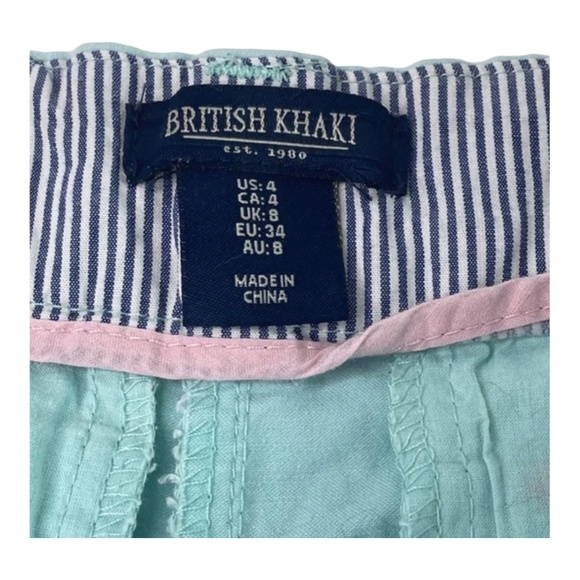 BRITISH KHAKI
est. 1980
US: 4
CA: 4
UK: 8
EU: 34
AU: 8
MADE IN
CHINA